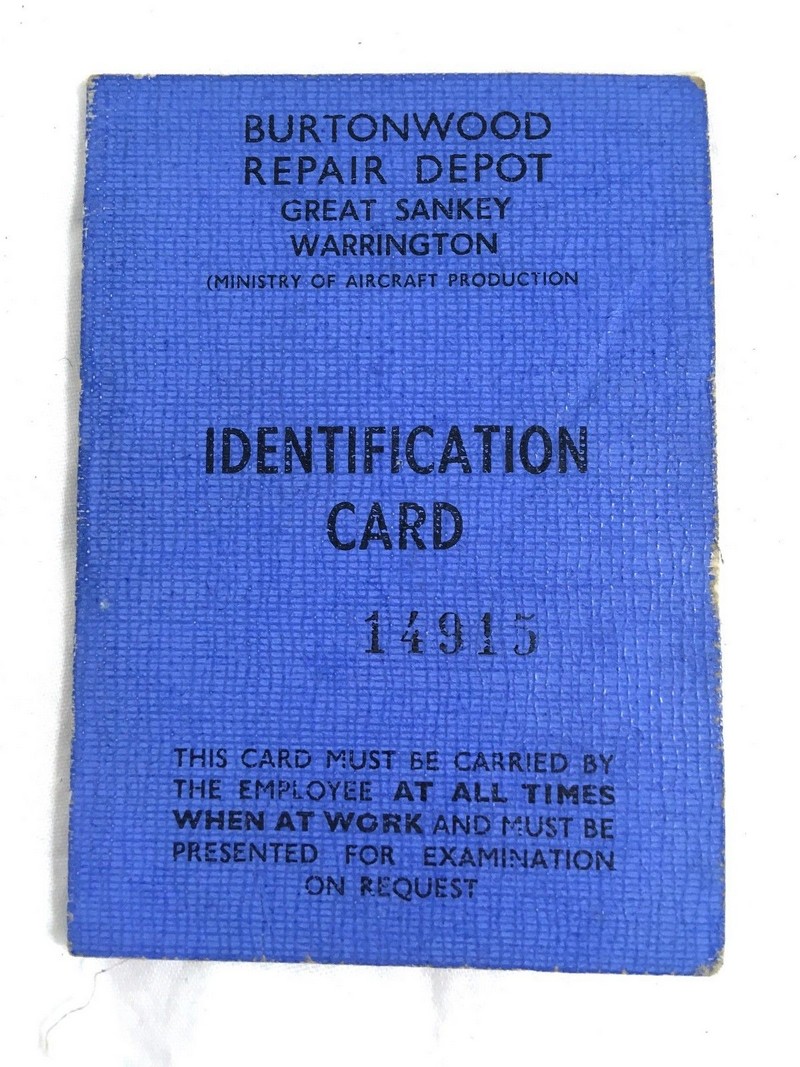 BURTONWOOD
REPAIR DEPOT
GREAT SANKEY
WARRINGTON
(MINISTRY OF AIRCRAFT PRODUCTION
IDENTIFICATION
CARD
14915
THIS CARD MUST BE CARRIED BY
THE EMPLOYEE AT ALL TIMES
WHEN AT WORK AND MUST BE
PRESENTED FOR EXAMINATION
ON REQUEST